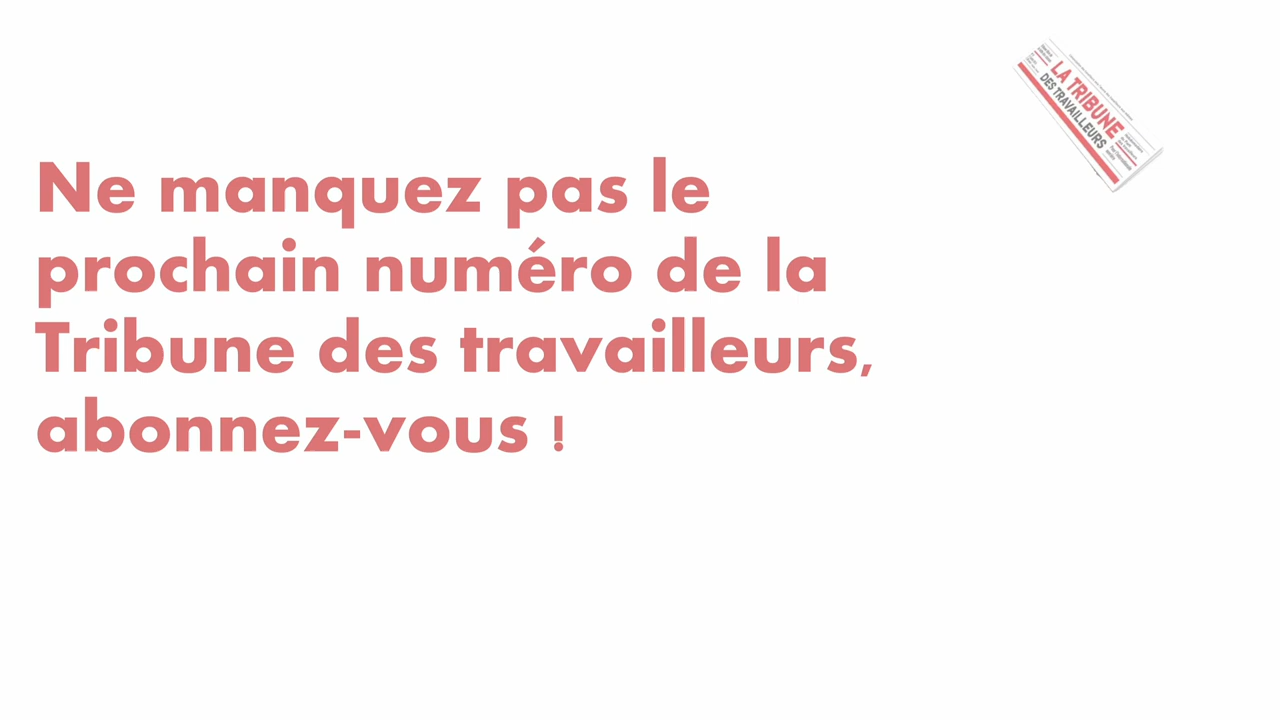 Ne manquez pas le
prochain numéro de la
Tribune des travailleurs,
abonnez-vous !
LA TRIBUNE
DES TRAVAILLEURS